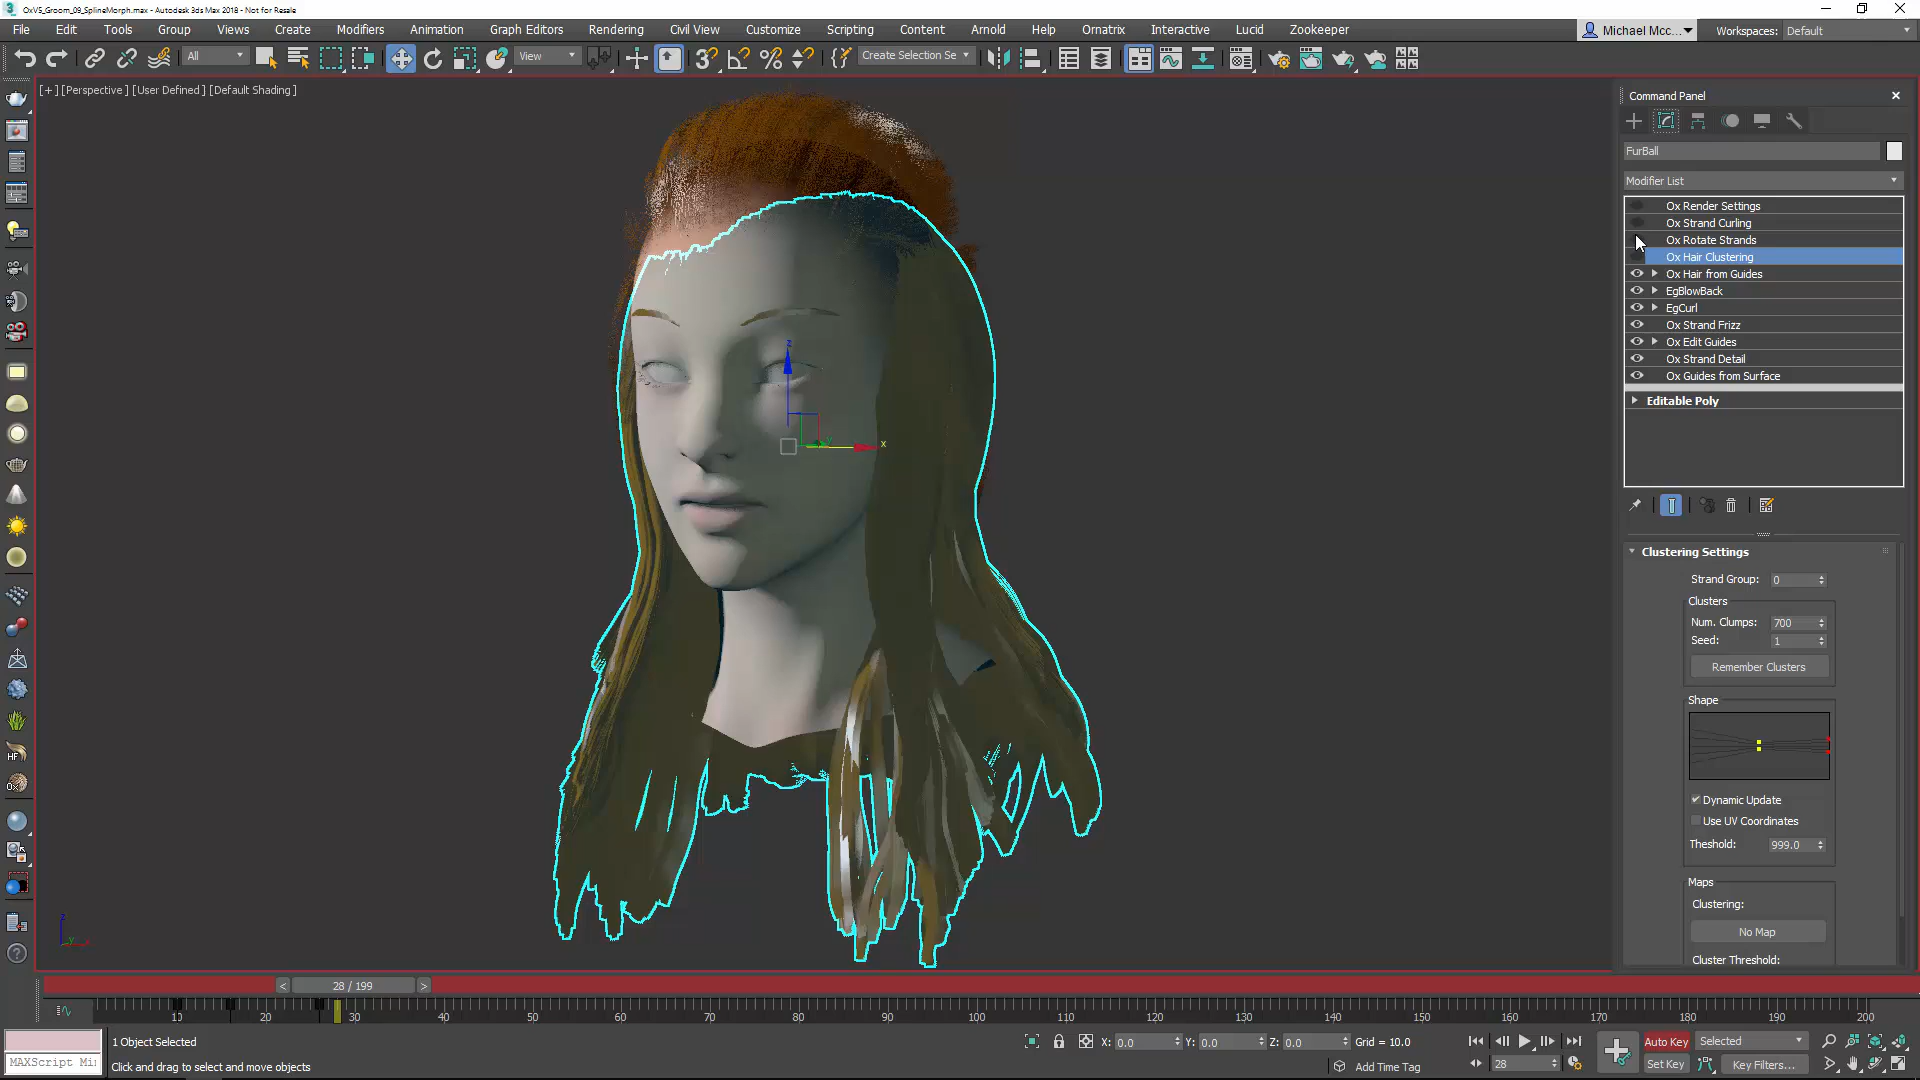 OxV5_Groom_09_SplineMorph.max - Autodesk 3ds Max 2018 - Not for Resale
File Edit Tools Group Views Create Modifiers Animation Graph Editors Rendering Civil View Customize Scripting Content Arnold Help Ornatrix Interactive Lucid Zookeeper
Michael Mcc...
Workspaces: Default
All
View
Create Selection Se
[+] [Perspective] [User Defined] [Default Shading]
Command Panel
FurBall
Modifier List
Ox Render Settings
Ox Strand Curling
Ox Rotate Strands
Ox Hair Clustering
Ox Hair from Guides
EgBlowBack
EgCurl
Ox Strand Frizz
Ox Edit Guides
Ox Strand Detail
Ox Guides from Surface
Editable Poly
Clustering Settings
Strand Group: 0
Clusters
Num. Clumps: 700
Seed: 1
Remember Clusters
Shape
Dynamic Update
Use UV Coordinates
Theshold: 999.0
Maps
Clustering:
No Map
Cluster Threshold:
z
x
y
HF
OX
z
x
y
< 28 / 199 >
10 20 30 40 50 60 70 80 90 100 110 120 130 140 150 160 170 180 190 200
1 Object Selected
X: 0.0 Y: 0.0 Z: 0.0 Grid = 10.0
Auto Key Selected
MAXScript Mi
Click and drag to select and move objects
Add Time Tag
28
Set Key Key Filters...